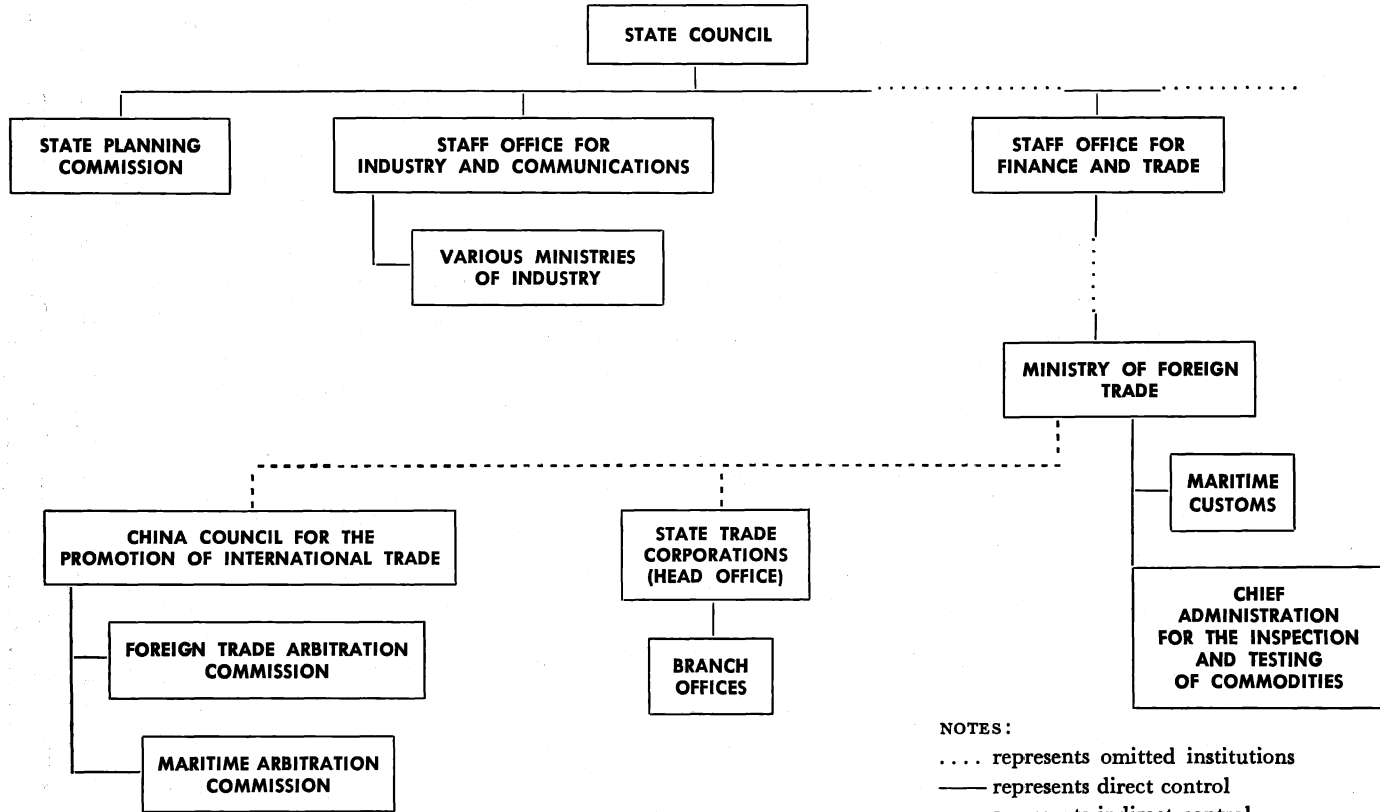 STATE COUNCIL
STATE PLANNING
COMMISSION
STAFF OFFICE FOR
INDUSTRY AND COMMUNICATIONS
STAFF OFFICE FOR
FINANCE AND TRADE
VARIOUS MINISTRIES
OF INDUSTRY
MINISTRY OF FOREIGN
TRADE
MARITIME
CUSTOMS
CHINA COUNCIL FOR THE
PROMOTION OF INTERNATIONAL TRADE
STATE TRADE
CORPORATIONS
(HEAD OFFICE)
CHIEF
ADMINISTRATION
FOR THE INSPECTION
AND TESTING
OF COMMODITIES
FOREIGN TRADE ARBITRATION
COMMISSION
BRANCH
OFFICES
MARITIME ARBITRATION
COMMISSION
NOTES:
.... represents omitted institutions
—— represents direct control